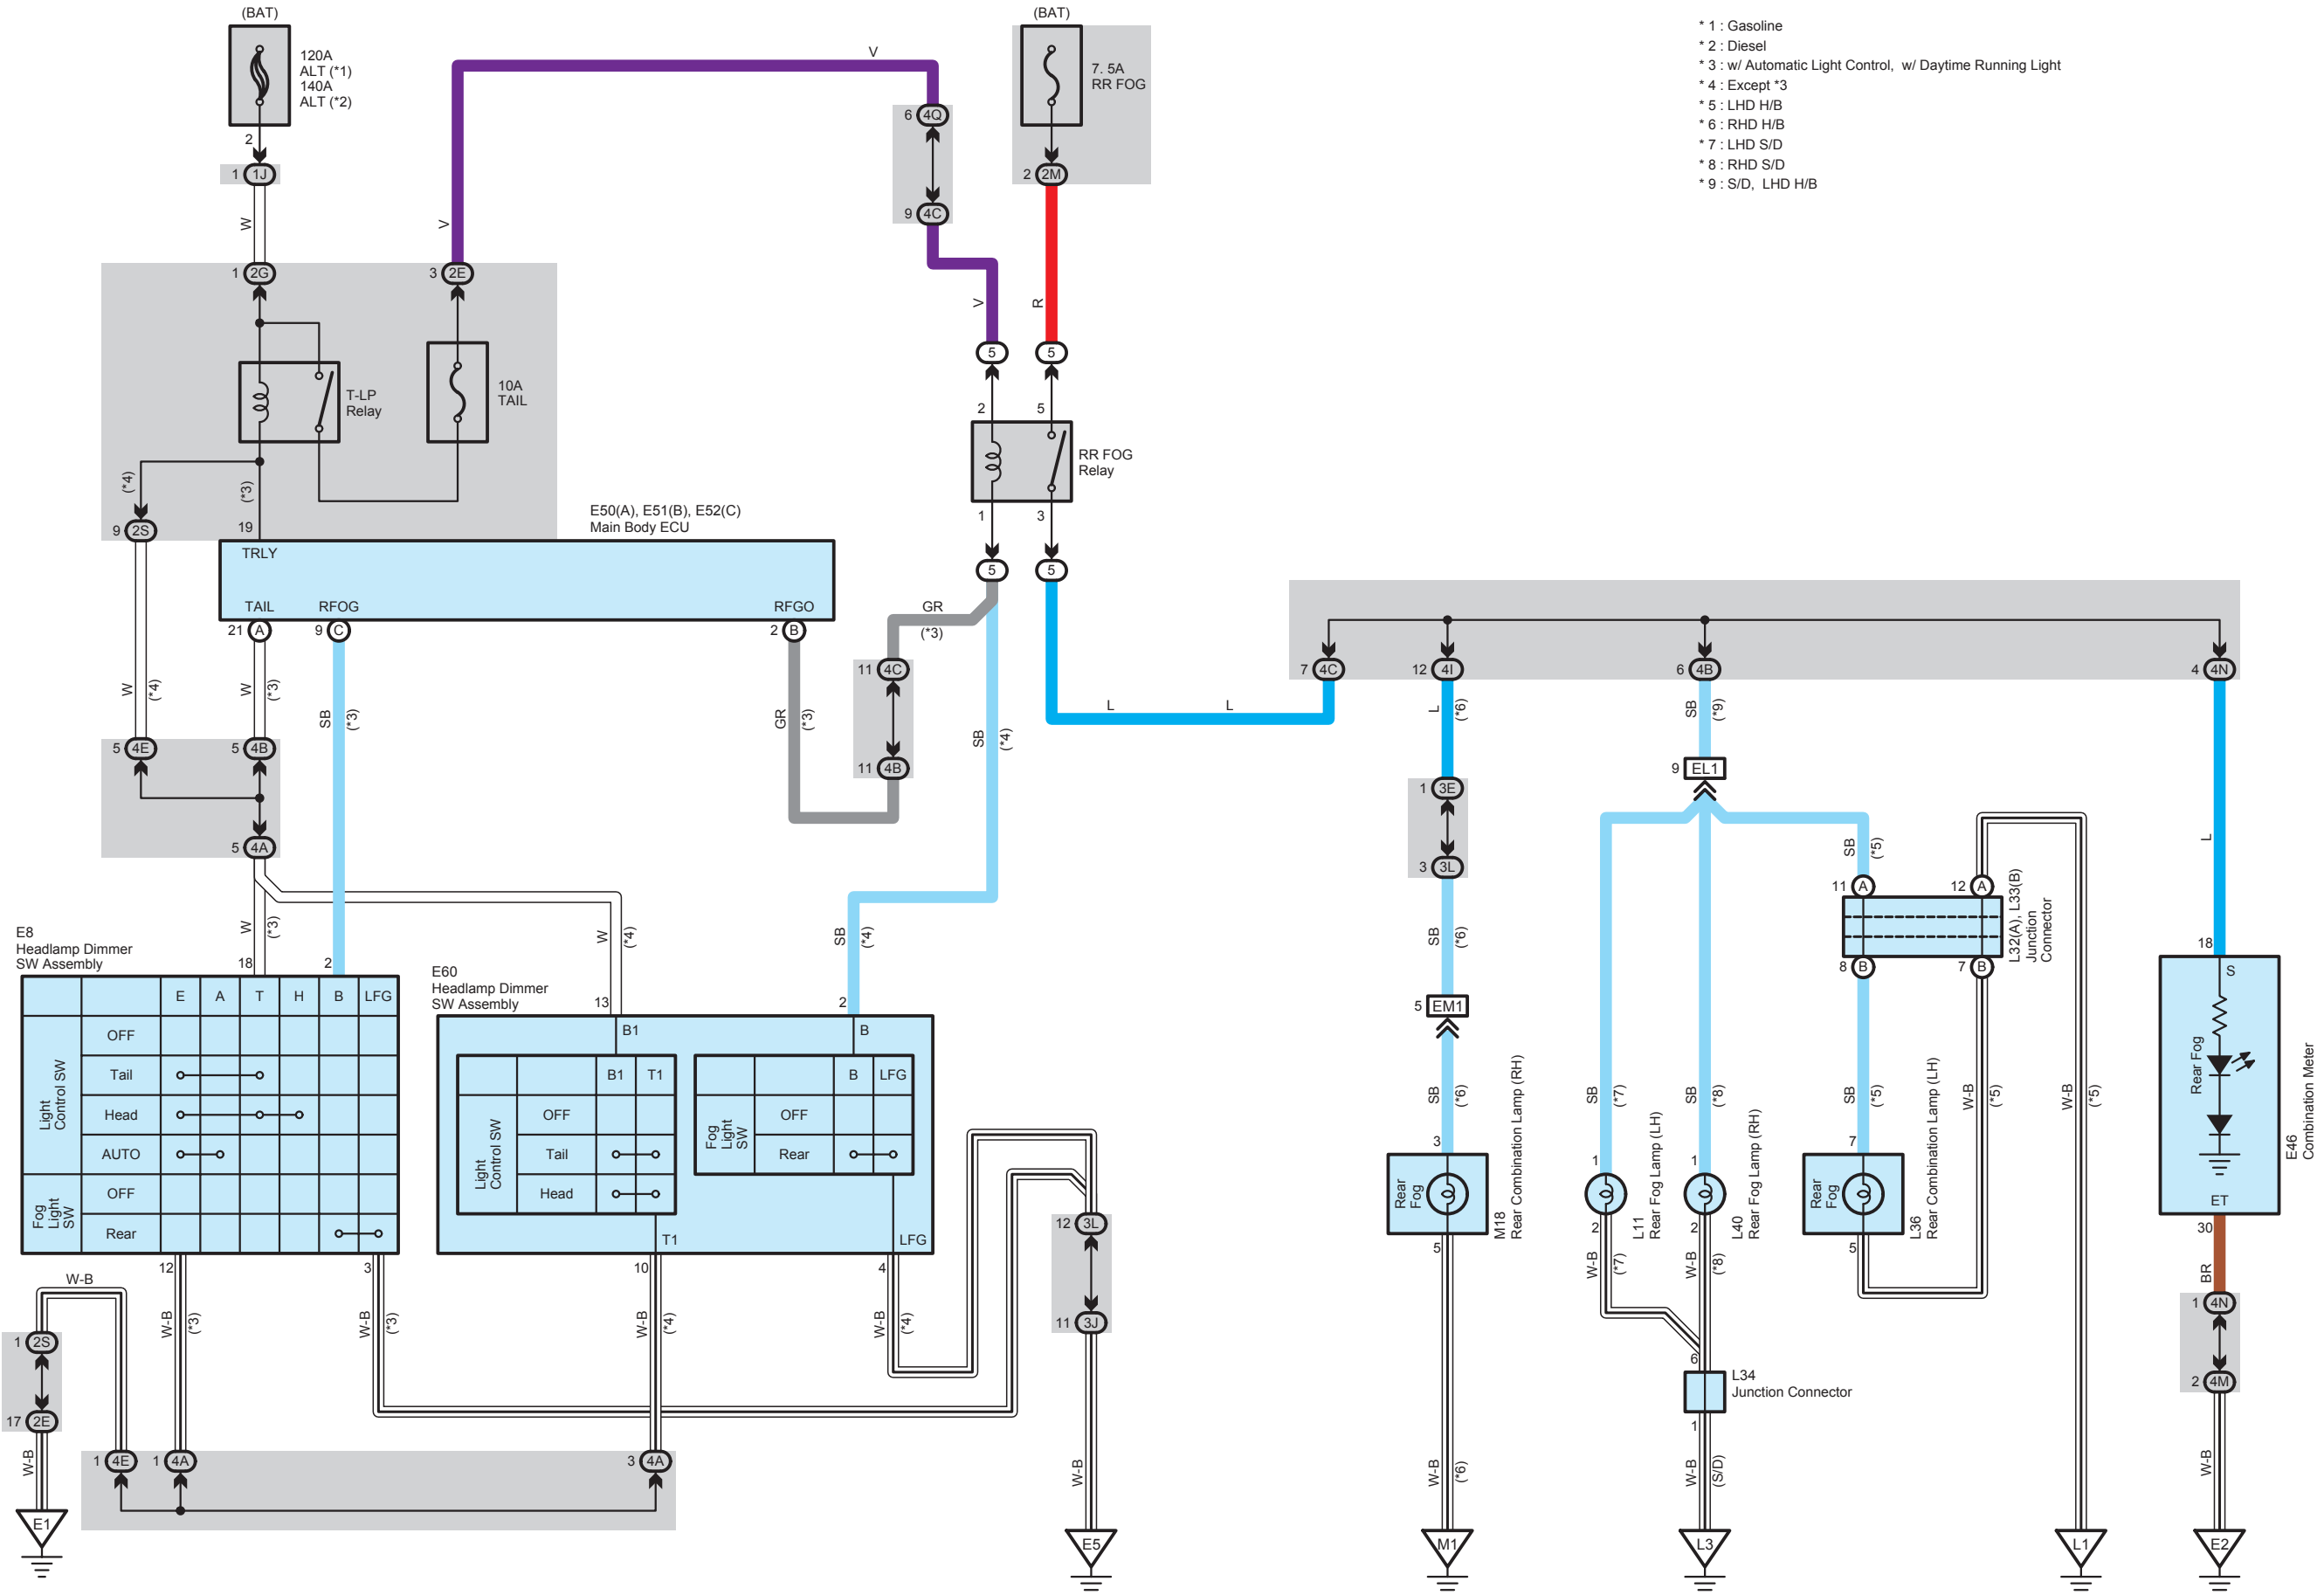 (BAT)
(BAT)
* 1 : Gasoline
* 2 : Diesel
* 3 : w/ Automatic Light Control, w/ Daytime Running Light
* 4 : Except *3
* 5 : LHD H/B
* 6 : RHD H/B
* 7 : LHD S/D
* 8 : RHD S/D
* 9 : S/D, LHD H/B
120A
ALT (*1)
140A
ALT (*2)
V
7. 5A
RR FOG
2
6 4Q
1 1J
2 2M
9 4C
W
V
1 2G
3 2E
V
R
5
5
T-LP
Relay
10A
TAIL
2
5
RR FOG
Relay
(*4)
(*3)
1
3
9 2S
19
E50(A), E51(B), E52(C)
Main Body ECU
TRLY
TAIL
RFOG
RFGO
5
5
21 A
9 C
2 B
GR
(*3)
11 4C
7 4C
12 4I
6 4B
4 4N
W
(*4)
W
(*3)
SB
(*3)
GR
(*3)
SB
(*4)
L
L
L
(*6)
SB
(*9)
L
5 4E
5 4B
11 4B
9 EL1
1 3E
5 4A
3 3L
SB
(*5)
11 A
12 A
L32(A), L33(B)
Junction
Connector
8 B
7 B
W
(*3)
W
(*4)
SB
(*4)
SB
(*6)
5 EM1
18
E8
Headlamp Dimmer
SW Assembly
18
2
E A T H B LFG
Light
Control SW
OFF
Tail
Head
AUTO
Fog
Light
SW
OFF
Rear
E60
Headlamp Dimmer
SW Assembly
13
2
B1
B
B1 T1
Light
Control SW
OFF
Tail
Head
T1
B LFG
Fog
Light
SW
OFF
Rear
LFG
SB
(*6)
SB
(*7)
SB
(*8)
SB
(*5)
W-B
(*5)
W-B
(*5)
3
Rear
Fog
M18
Rear Combination Lamp (RH)
5
1
2
L11
Rear Fog Lamp (LH)
1
2
L40
Rear Fog Lamp (RH)
7
Rear
Fog
L36
Rear Combination Lamp (LH)
5
S
Rear Fog
ET
E46
Combination Meter
30
BR
12 3L
11 3J
12
3
10
4
W-B
W-B
(*3)
W-B
(*3)
W-B
(*4)
W-B
(*4)
W-B
(*7)
W-B
(*8)
1 4N
2 4M
6
L34
Junction Connector
1
1 2S
17 2E
W-B
1 4E
1 4A
3 4A
W-B
W-B
(*6)
W-B
(S/D)
W-B
E1
E5
M1
L3
L1
E2